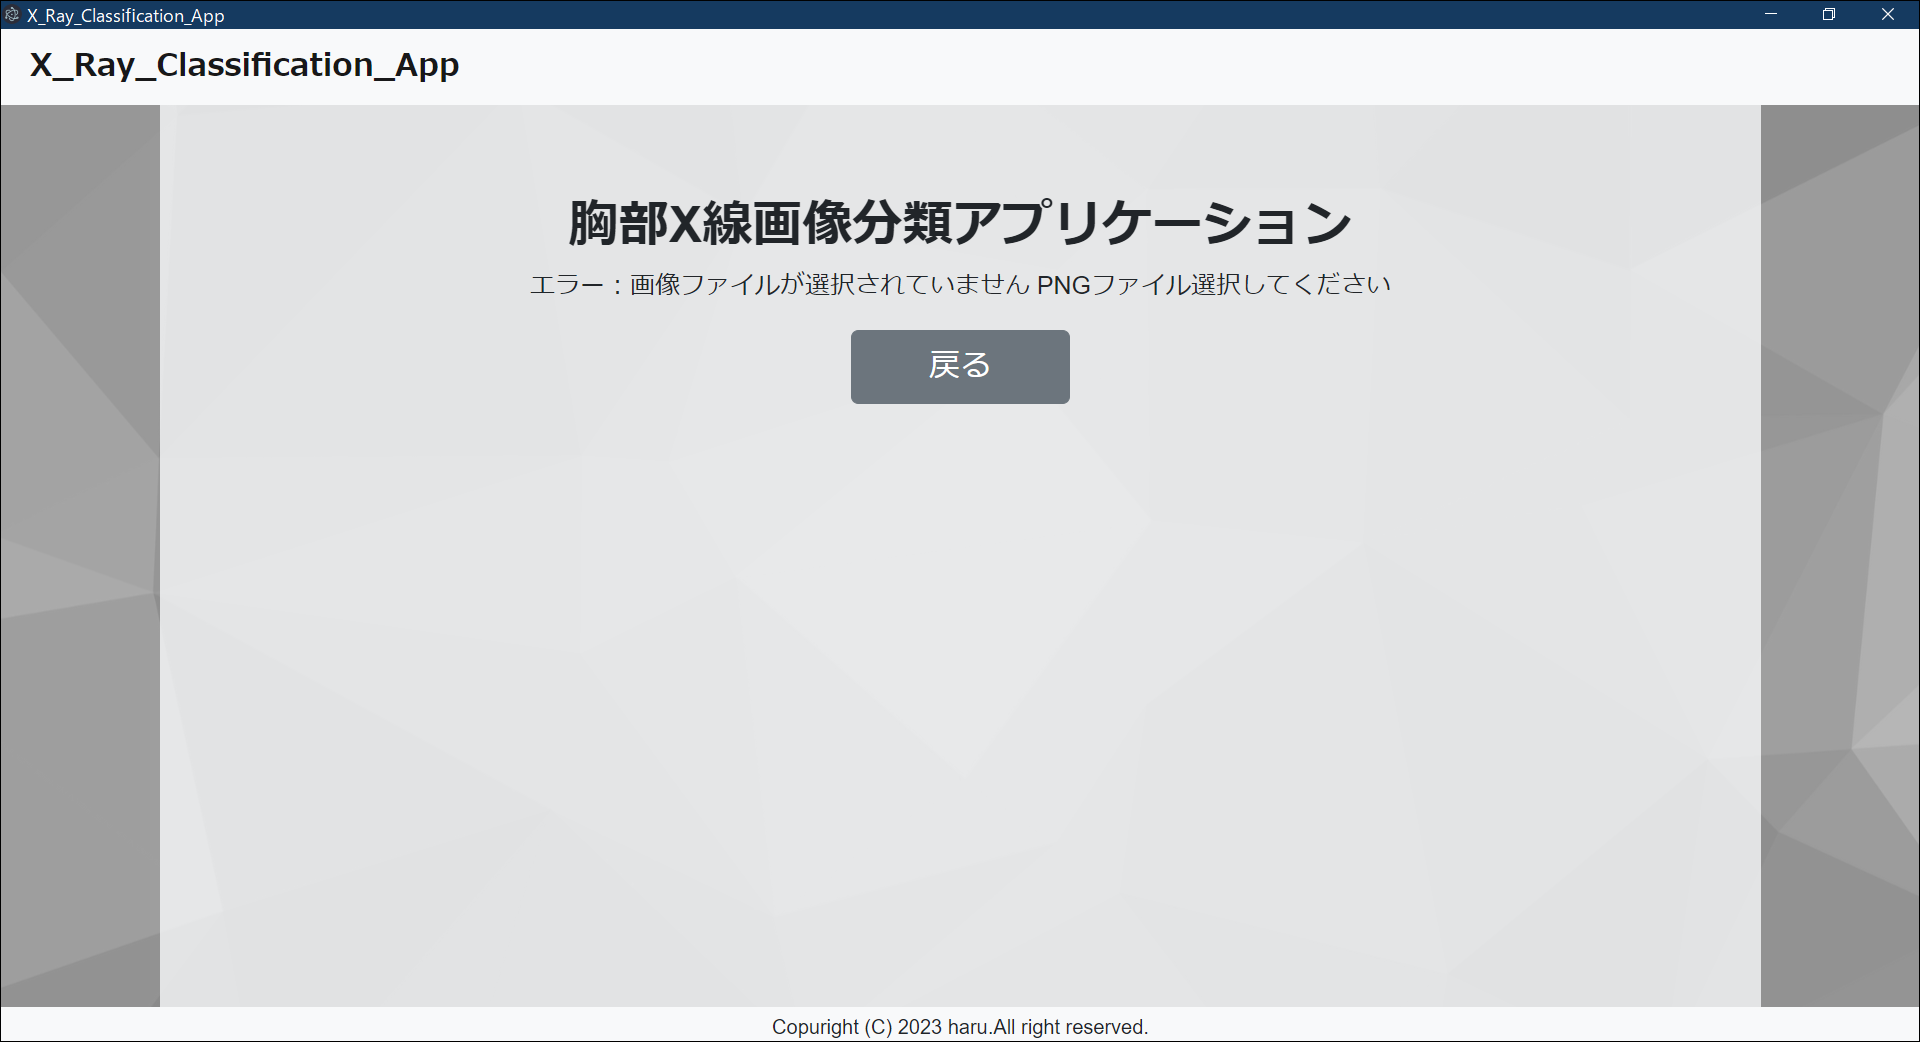 X_Ray_Classification_App
X_Ray_Classification_App
胸部X線画像分類アプリケーション
エラー：画像ファイルが選択されていません PNGファイル選択してください
戻る
Copuright (C) 2023 haru.All right reserved.